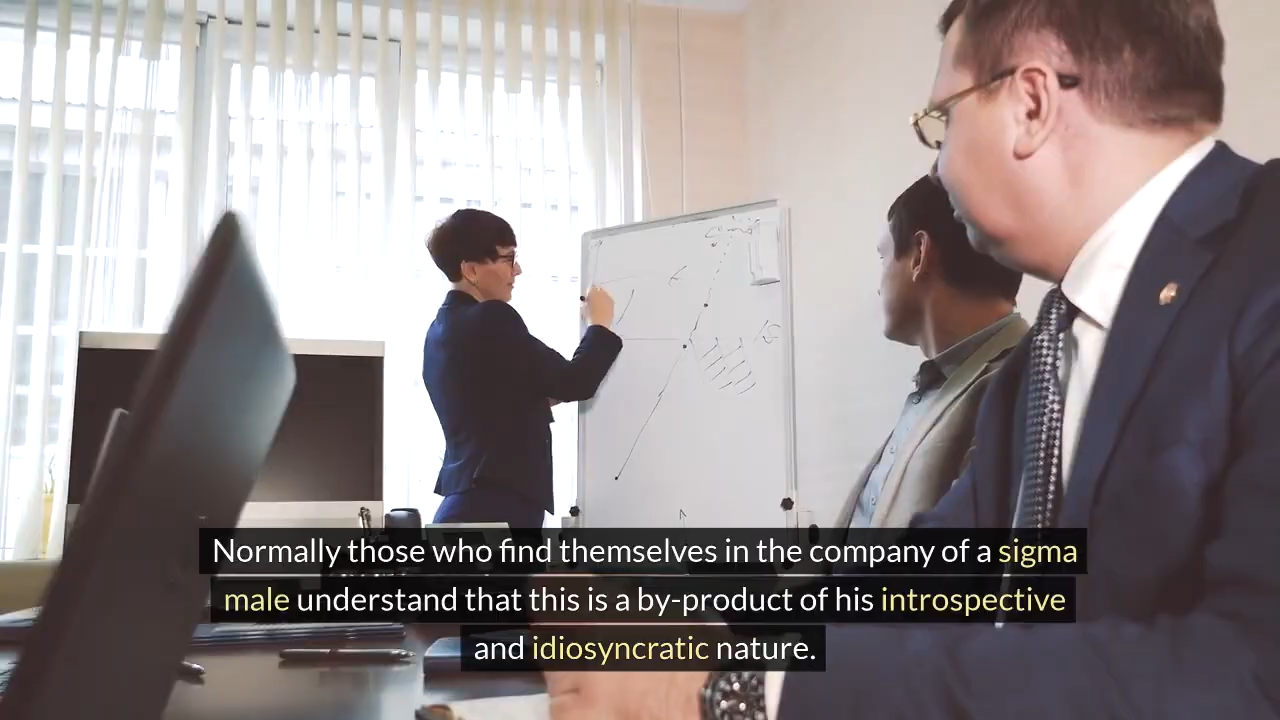 Normally those who find themselves in the company of a sigma
male understand that this is a by-product of his introspective
and idiosyncratic nature.